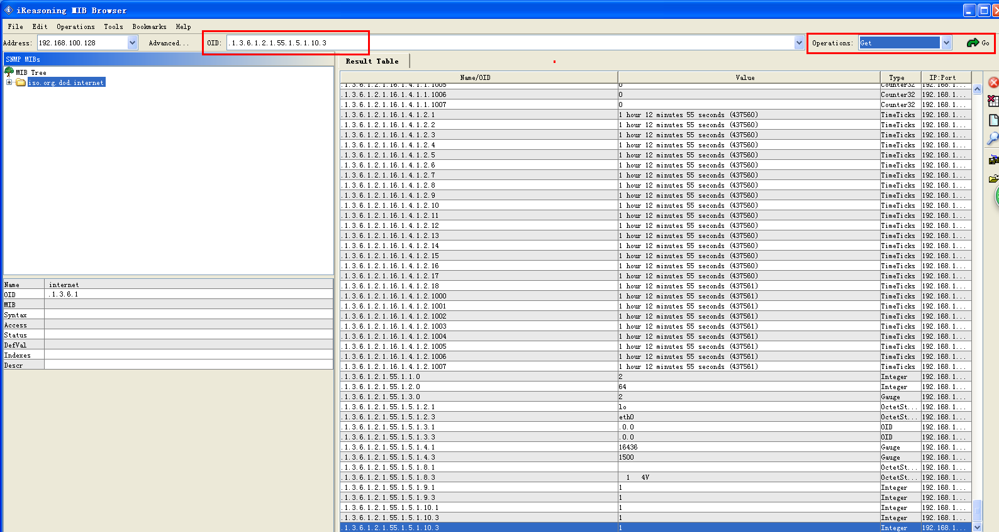 iReasoning MIB Browser
File Edit Operations Tools Bookmarks Help
Address: 192.168.100.128 Advanced... OID: .1.3.6.1.2.1.55.1.5.1.10.3 Operations: Get Go
SNMP MIBs
MIB Tree
iso.org.dod.internet
Name internet
OID .1.3.6.1
MIB
Syntax
Access
Status
DefVal
Indexes
Descr
Result Table
Name/OID Value Type IP:Port
.1.3.6.1.2.1.16.1.4.1.1.1005 0 Counter32 192.168.1...
.1.3.6.1.2.1.16.1.4.1.1.1006 0 Counter32 192.168.1...
.1.3.6.1.2.1.16.1.4.1.1.1007 0 Counter32 192.168.1...
.1.3.6.1.2.1.16.1.4.1.2.1 1 hour 12 minutes 55 seconds (437560) TimeTicks 192.168.1...
.1.3.6.1.2.1.16.1.4.1.2.2 1 hour 12 minutes 55 seconds (437560) TimeTicks 192.168.1...
.1.3.6.1.2.1.16.1.4.1.2.3 1 hour 12 minutes 55 seconds (437560) TimeTicks 192.168.1...
.1.3.6.1.2.1.16.1.4.1.2.4 1 hour 12 minutes 55 seconds (437560) TimeTicks 192.168.1...
.1.3.6.1.2.1.16.1.4.1.2.5 1 hour 12 minutes 55 seconds (437560) TimeTicks 192.168.1...
.1.3.6.1.2.1.16.1.4.1.2.6 1 hour 12 minutes 55 seconds (437560) TimeTicks 192.168.1...
.1.3.6.1.2.1.16.1.4.1.2.7 1 hour 12 minutes 55 seconds (437560) TimeTicks 192.168.1...
.1.3.6.1.2.1.16.1.4.1.2.8 1 hour 12 minutes 55 seconds (437560) TimeTicks 192.168.1...
.1.3.6.1.2.1.16.1.4.1.2.9 1 hour 12 minutes 55 seconds (437560) TimeTicks 192.168.1...
.1.3.6.1.2.1.16.1.4.1.2.10 1 hour 12 minutes 55 seconds (437560) TimeTicks 192.168.1...
.1.3.6.1.2.1.16.1.4.1.2.11 1 hour 12 minutes 55 seconds (437560) TimeTicks 192.168.1...
.1.3.6.1.2.1.16.1.4.1.2.12 1 hour 12 minutes 55 seconds (437560) TimeTicks 192.168.1...
.1.3.6.1.2.1.16.1.4.1.2.13 1 hour 12 minutes 55 seconds (437560) TimeTicks 192.168.1...
.1.3.6.1.2.1.16.1.4.1.2.14 1 hour 12 minutes 55 seconds (437560) TimeTicks 192.168.1...
.1.3.6.1.2.1.16.1.4.1.2.15 1 hour 12 minutes 55 seconds (437560) TimeTicks 192.168.1...
.1.3.6.1.2.1.16.1.4.1.2.16 1 hour 12 minutes 55 seconds (437560) TimeTicks 192.168.1...
.1.3.6.1.2.1.16.1.4.1.2.17 1 hour 12 minutes 55 seconds (437560) TimeTicks 192.168.1...
.1.3.6.1.2.1.16.1.4.1.2.18 1 hour 12 minutes 55 seconds (437561) TimeTicks 192.168.1...
.1.3.6.1.2.1.16.1.4.1.2.1000 1 hour 12 minutes 55 seconds (437561) TimeTicks 192.168.1...
.1.3.6.1.2.1.16.1.4.1.2.1001 1 hour 12 minutes 55 seconds (437561) TimeTicks 192.168.1...
.1.3.6.1.2.1.16.1.4.1.2.1002 1 hour 12 minutes 55 seconds (437561) TimeTicks 192.168.1...
.1.3.6.1.2.1.16.1.4.1.2.1003 1 hour 12 minutes 55 seconds (437561) TimeTicks 192.168.1...
.1.3.6.1.2.1.16.1.4.1.2.1004 1 hour 12 minutes 55 seconds (437561) TimeTicks 192.168.1...
.1.3.6.1.2.1.16.1.4.1.2.1005 1 hour 12 minutes 55 seconds (437561) TimeTicks 192.168.1...
.1.3.6.1.2.1.16.1.4.1.2.1006 1 hour 12 minutes 55 seconds (437561) TimeTicks 192.168.1...
.1.3.6.1.2.1.16.1.4.1.2.1007 1 hour 12 minutes 55 seconds (437561) TimeTicks 192.168.1...
.1.3.6.1.2.1.55.1.1.0 2 Integer 192.168.1...
.1.3.6.1.2.1.55.1.2.0 64 Integer 192.168.1...
.1.3.6.1.2.1.55.1.3.0 2 Gauge 192.168.1...
.1.3.6.1.2.1.55.1.5.1.2.1 lo OctetSt... 192.168.1...
.1.3.6.1.2.1.55.1.5.1.2.3 eth0 OctetSt... 192.168.1...
.1.3.6.1.2.1.55.1.5.1.3.1 .0.0 OID 192.168.1...
.1.3.6.1.2.1.55.1.5.1.3.3 .0.0 OID 192.168.1...
.1.3.6.1.2.1.55.1.5.1.4.1 16436 Gauge 192.168.1...
.1.3.6.1.2.1.55.1.5.1.4.3 1500 Gauge 192.168.1...
.1.3.6.1.2.1.55.1.5.1.8.1 OctetSt... 192.168.1...
.1.3.6.1.2.1.55.1.5.1.8.3 1 4V OctetSt... 192.168.1...
.1.3.6.1.2.1.55.1.5.1.9.1 1 Integer 192.168.1...
.1.3.6.1.2.1.55.1.5.1.9.3 1 Integer 192.168.1...
.1.3.6.1.2.1.55.1.5.1.10.1 1 Integer 192.168.1...
.1.3.6.1.2.1.55.1.5.1.10.3 1 Integer 192.168.1...
.1.3.6.1.2.1.55.1.5.1.10.3 1 Integer 192.168.1...